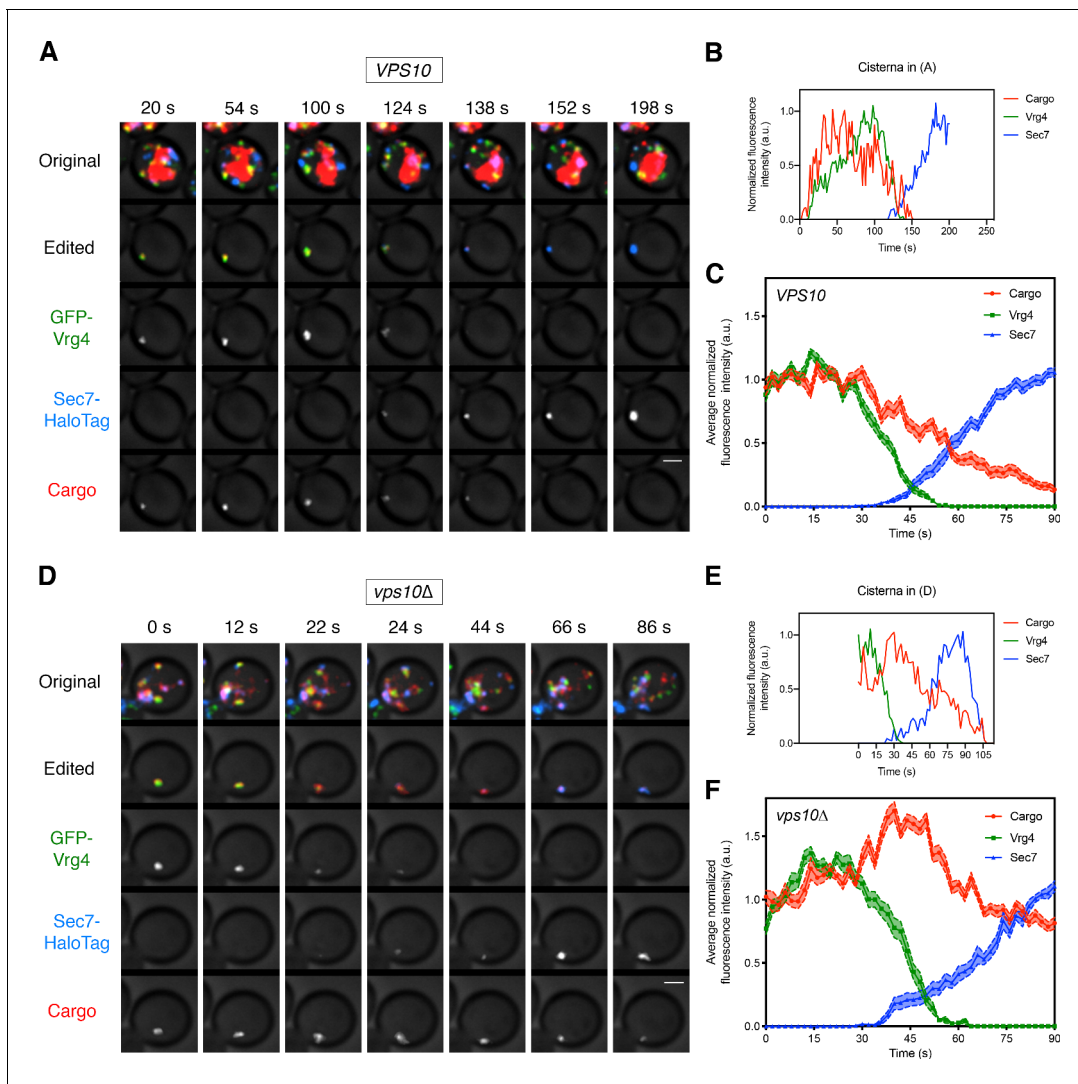 A
VPS10
20 s 54 s 100 s 124 s 138 s 152 s 198 s
Original
Edited
GFP-
Vrg4
Sec7-
HaloTag
Cargo
B
Cisterna in (A)
Normalized fluorescence
intensity (a.u.)
1.0
0.5
0
0 50 100 150 200 250
Time (s)
Cargo
Vrg4
Sec7
C
VPS10
Average normalized
fluorescence intensity (a.u.)
1.5
1.0
0.5
0.0
0 15 30 45 60 75 90
Time (s)
Cargo
Vrg4
Sec7
D
vps10Δ
0 s 12 s 22 s 24 s 44 s 66 s 86 s
Original
Edited
GFP-
Vrg4
Sec7-
HaloTag
Cargo
E
Cisterna in (D)
Normalized fluorescence
intensity (a.u.)
1.0
0.5
0.0
0 15 30 45 60 75 90 105
Time (s)
Cargo
Vrg4
Sec7
F
vps10Δ
Average normalized
fluorescence intensity (a.u.)
1.5
1.0
0.5
0.0
0 15 30 45 60 75 90
Time (s)
Cargo
Vrg4
Sec7